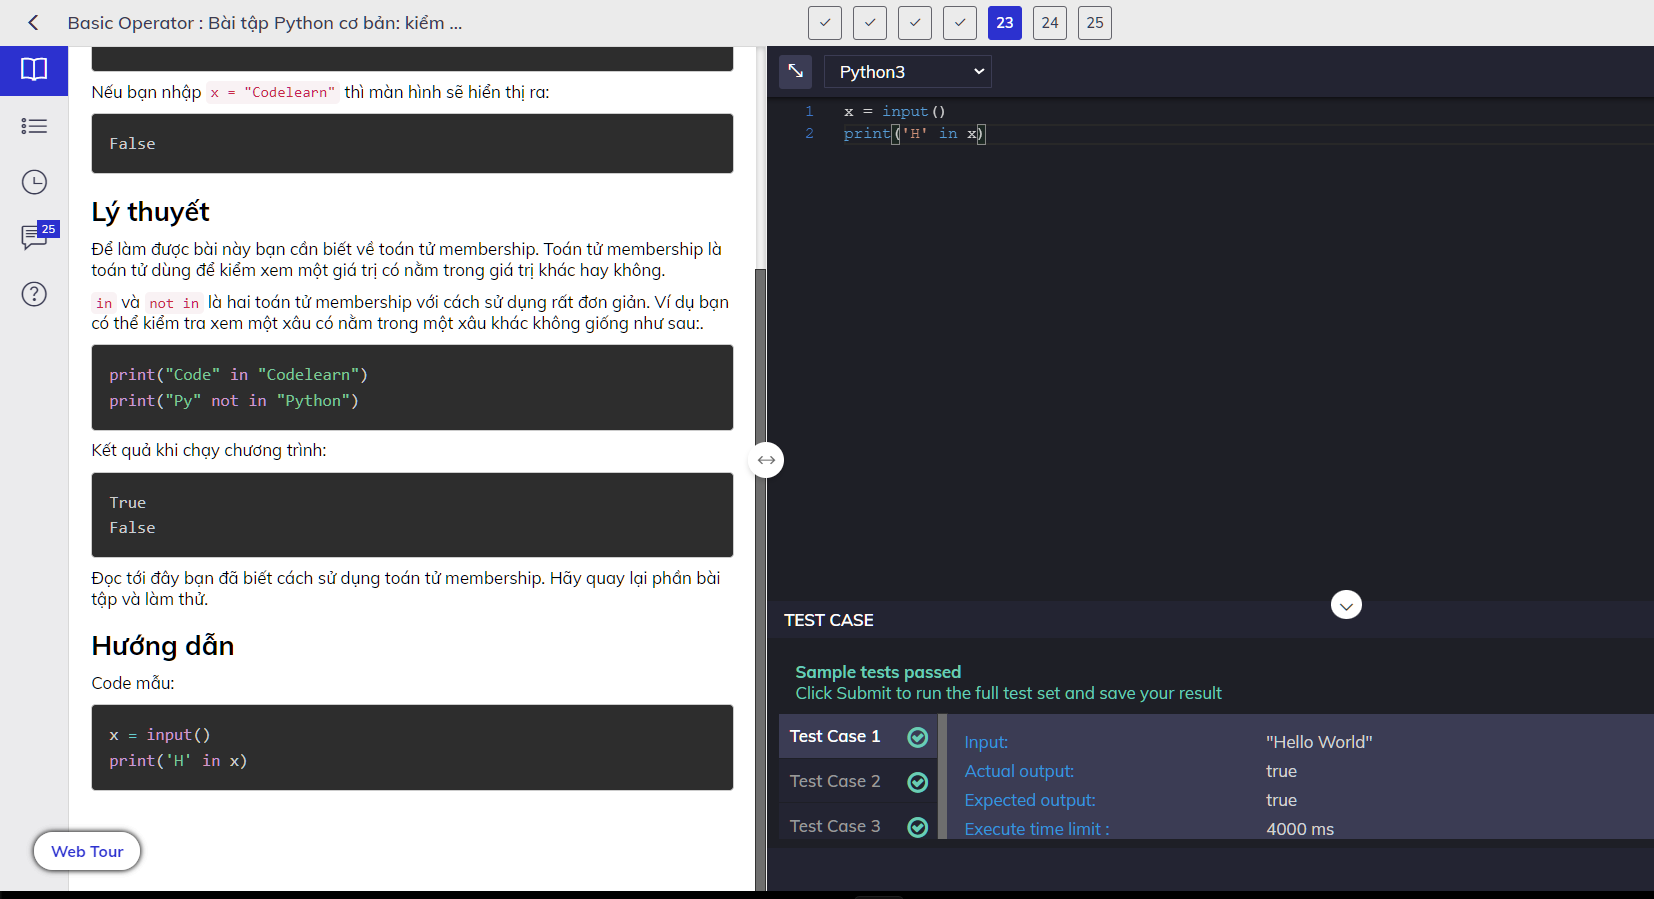 Basic Operator : Bài tập Python cơ bản: kiểm ...
23
24
25
25
Nếu bạn nhập x = "Codelearn" thì màn hình sẽ hiển thị ra:
False
Lý thuyết
Để làm được bài này bạn cần biết về toán tử membership. Toán tử membership là
toán tử dùng để kiểm xem một giá trị có nằm trong giá trị khác hay không.
in và not in là hai toán tử membership với cách sử dụng rất đơn giản. Ví dụ bạn
có thể kiểm tra xem một xâu có nằm trong một xâu khác không giống như sau:.
print("Code" in "Codelearn")
print("Py" not in "Python")
Kết quả khi chạy chương trình:
True
False
Đọc tới đây bạn đã biết cách sử dụng toán tử membership. Hãy quay lại phần bài
tập và làm thử.
Hướng dẫn
Code mẫu:
x = input()
print('H' in x)
Web Tour
Python3
1 x = input()
2 print('H' in x)
TEST CASE
Sample tests passed
Click Submit to run the full test set and save your result
Test Case 1
Test Case 2
Test Case 3
Input: "Hello World"
Actual output: true
Expected output: true
Execute time limit : 4000 ms